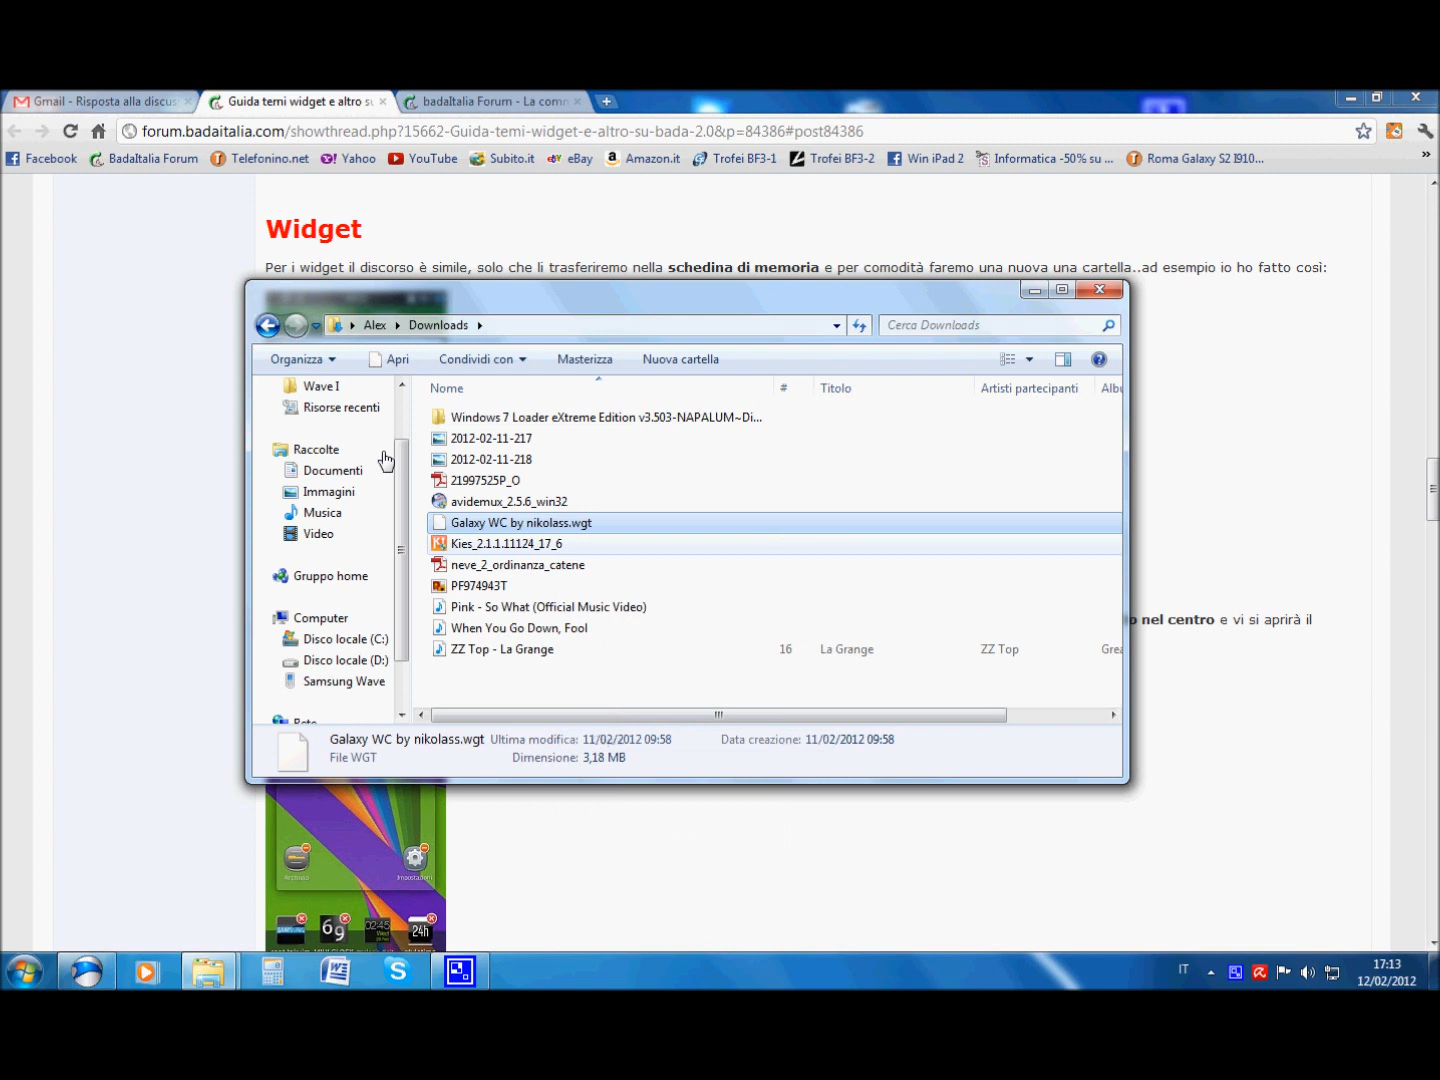 Gmail - Risposta alla discus
Guida temi widget e altro su
badaItalia Forum - La comm
forum.badaitalia.com/showthread.php?15662-Guida-temi-widget-e-altro-su-bada-2.0&p=84386#post84386
Facebook
BadaItalia Forum
Telefonino.net
Yahoo
YouTube
Subito.it
eBay
Amazon.it
Trofei BF3-1
Trofei BF3-2
Win iPad 2
Informatica -50% su ...
Roma Galaxy S2 I910...
Widget
Per i widget il discorso è simile, solo che li trasferiremo nella schedina di memoria e per comodità faremo una nuova una cartella..ad esempio io ho fatto così:
Alex
Downloads
Cerca Downloads
Organizza
Apri
Condividi con
Masterizza
Nuova cartella
Wave I
Risorse recenti
Raccolte
Documenti
Immagini
Musica
Video
Gruppo home
Computer
Disco locale (C:)
Disco locale (D:)
Samsung Wave
Nome
#
Titolo
Artisti partecipanti
Albu
Windows 7 Loader eXtreme Edition v3.503-NAPALUM~Di...
2012-02-11-217
2012-02-11-218
21997525P_O
avidemux_2.5.6_win32
Galaxy WC by nikolass.wgt
Kies_2.1.1.11124_17_6
neve_2_ordinanza_catene
PF974943T
Pink - So What (Official Music Video)
When You Go Down, Fool
ZZ Top - La Grange 16 La Grange ZZ Top Grea
o nel centro e vi si aprirà il
Galaxy WC by nikolass.wgt Ultima modifica: 11/02/2012 09:58 Data creazione: 11/02/2012 09:58
File WGT Dimensione: 3,18 MB
Archivio
Impostazioni
69
02:45
24h
IT
17:13
12/02/2012